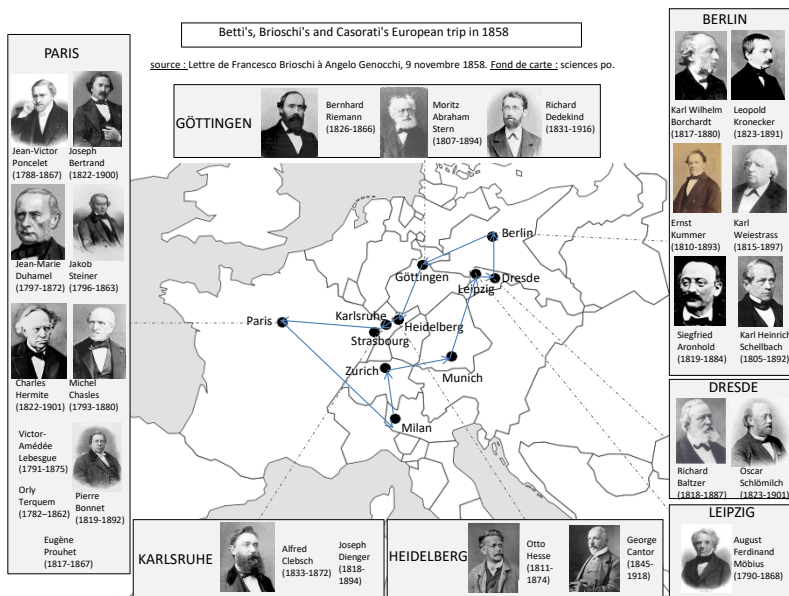 Betti's, Brioschi's and Casorati's European trip in 1858
source : Lettre de Francesco Brioschi à Angelo Genocchi, 9 novembre 1858. Fond de carte : sciences po.
PARIS
Jean-Victor
Poncelet
(1788-1867)
Joseph
Bertrand
(1822-1900)
Jean-Marie
Duhamel
(1797-1872)
Jakob
Steiner
(1796-1863)
Charles
Hermite
(1822-1901)
Michel
Chasles
(1793-1880)
Victor-
Amédée
Lebesgue
(1791-1875)
Orly
Terquem
(1782–1862)
Pierre
Bonnet
(1819-1892)
Eugène
Prouhet
(1817-1867)
GÖTTINGEN
Bernhard
Riemann
(1826-1866)
Moritz
Abraham
Stern
(1807-1894)
Richard
Dedekind
(1831-1916)
BERLIN
Karl Wilhelm
Borchardt
(1817-1880)
Leopold
Kronecker
(1823-1891)
Ernst
Kummer
(1810-1893)
Karl
Weiestrass
(1815-1897)
Siegfried
Aronhold
(1819-1884)
Karl Heinrich
Schellbach
(1805-1892)
Berlin
Göttingen
Leipzig
Dresde
Paris
Karlsruhe
Heidelberg
Strasbourg
Zurich
Munich
Milan
DRESDE
Richard
Baltzer
(1818-1887)
Oscar
Schlömilch
(1823-1901)
LEIPZIG
August
Ferdinand
Möbius
(1790-1868)
KARLSRUHE
Alfred
Clebsch
(1833-1872)
Joseph
Dienger
(1818-
1894)
HEIDELBERG
Otto
Hesse
(1811-
1874)
George
Cantor
(1845-
1918)